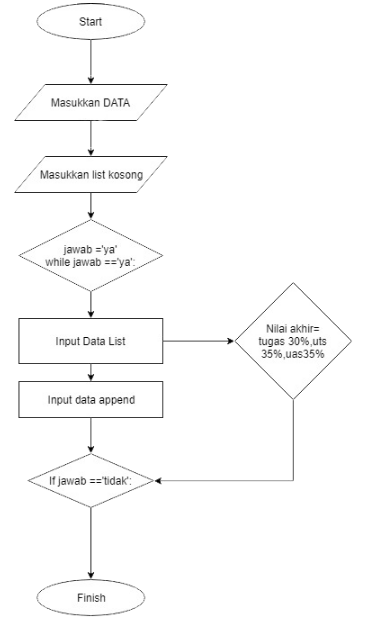 Start
Masukkan DATA
Masukkan list kosong
jawab ='ya'
while jawab =='ya':
Input Data List
Nilai akhir=
tugas 30%,uts
35%,uas35%
Input data append
If jawab =='tidak':
Finish